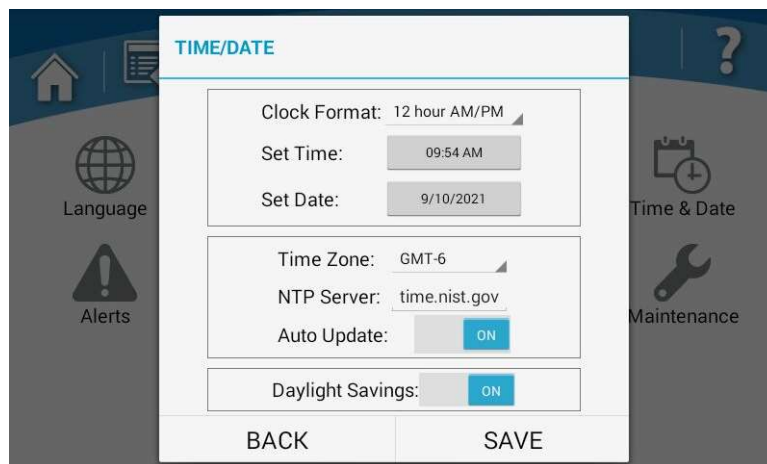 TIME/DATE
?
Clock Format: 12 hour AM/PM
Set Time: 09:54 AM
Set Date: 9/10/2021
Language
Time & Date
Time Zone: GMT-6
NTP Server: time.nist.gov
Auto Update: ON
Alerts
Maintenance
Daylight Savings: ON
BACK SAVE